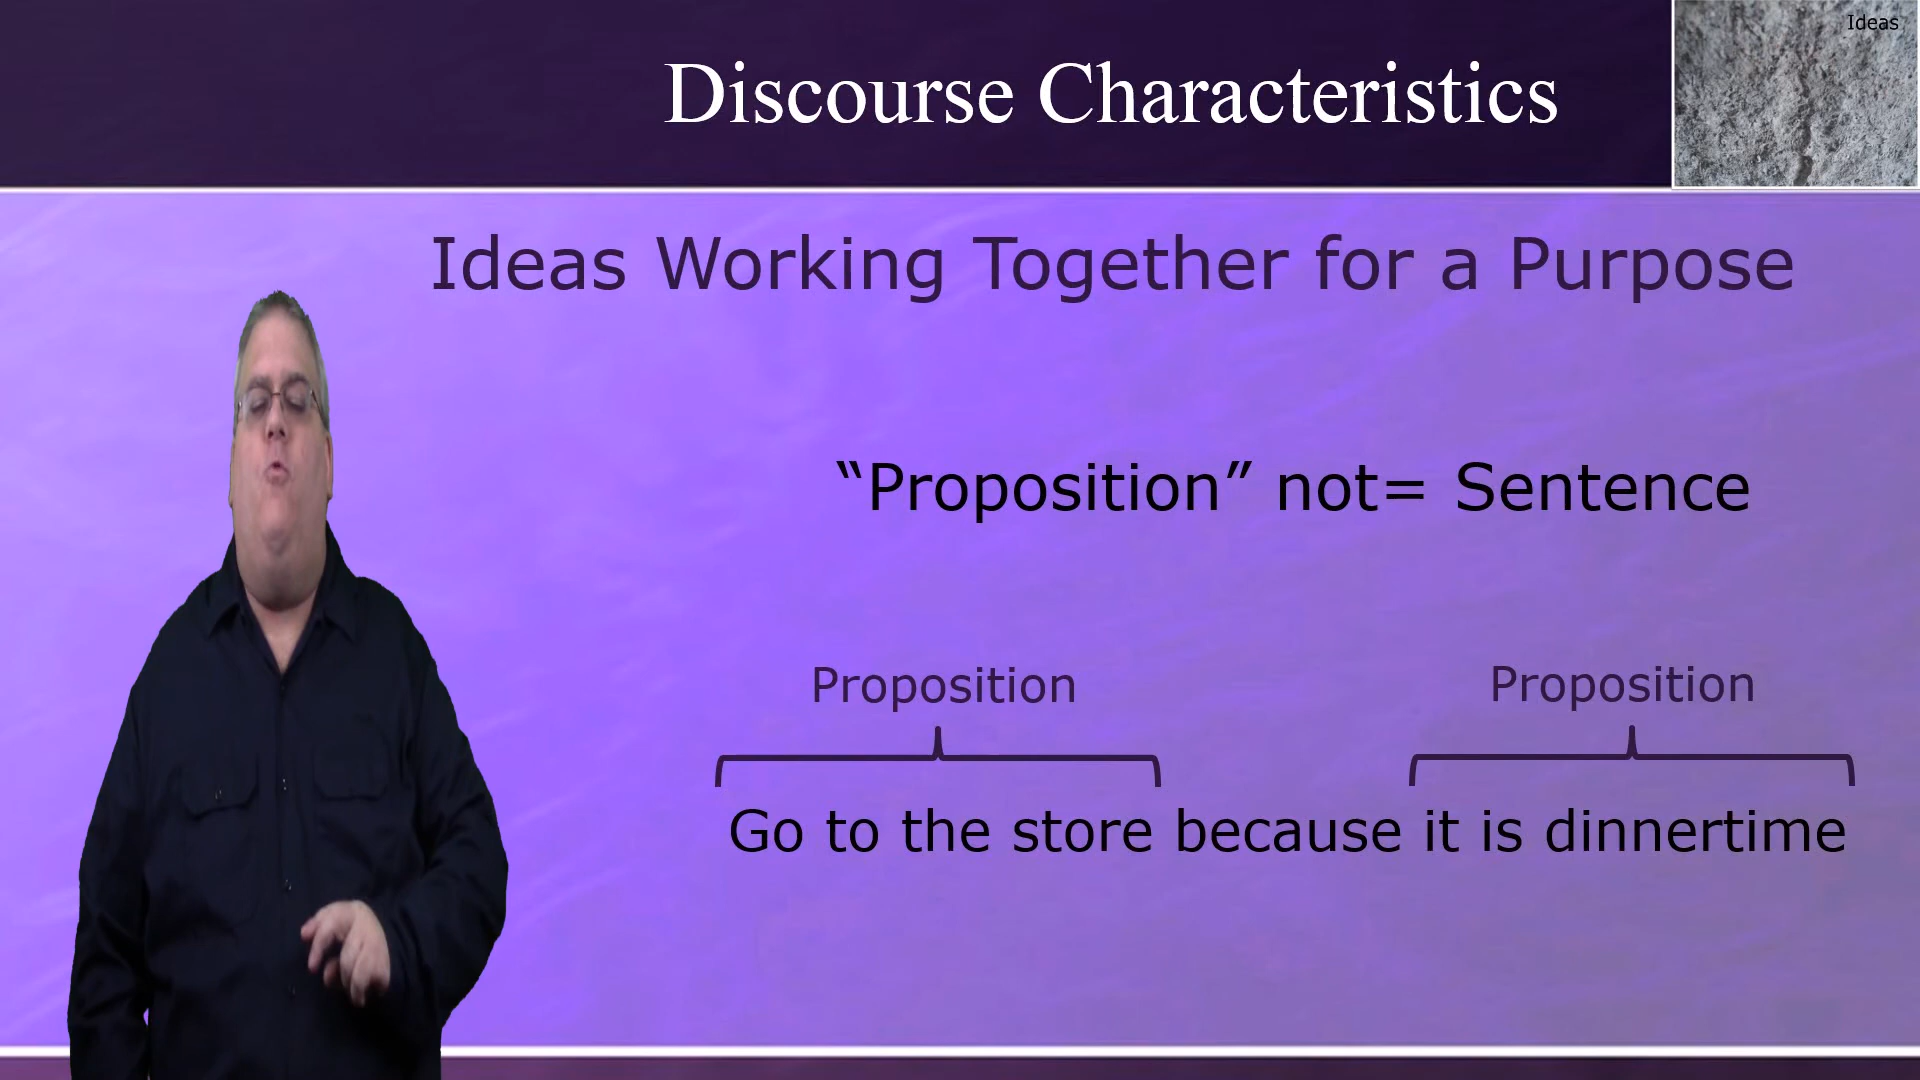 Ideas
Discourse Characteristics
Ideas Working Together for a Purpose
“Proposition” not= Sentence
Proposition Proposition
Go to the store because it is dinnertime